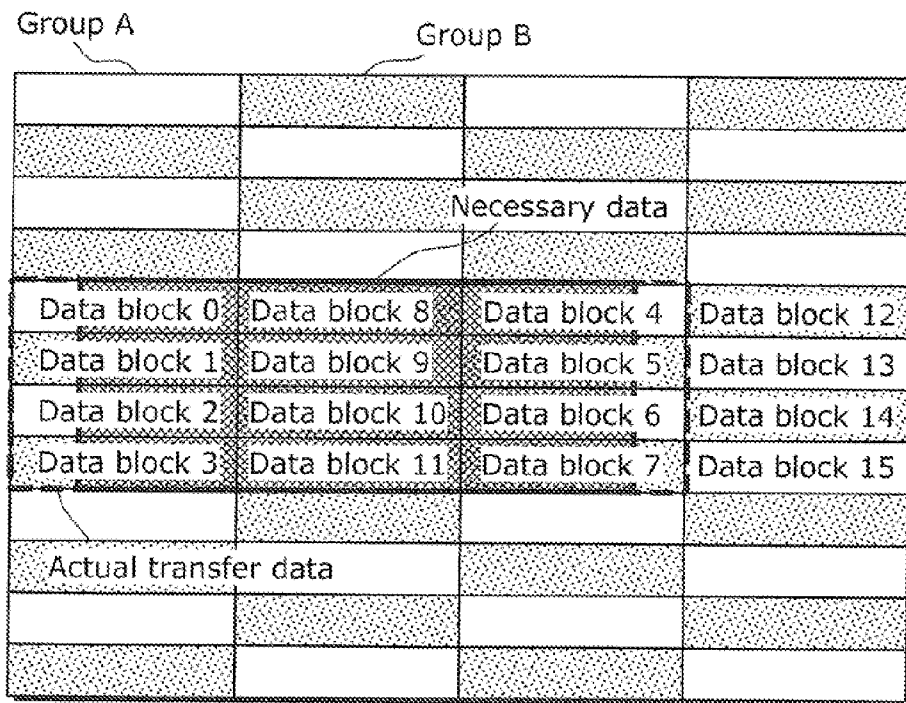 Group A
Group B
Necessary data
Data block 0 Data block 8 Data block 4 Data block 12
Data block 1 Data block 9 Data block 5 Data block 13
Data block 2 Data block 10 Data block 6 Data block 14
Data block 3 Data block 11 Data block 7 Data block 15
Actual transfer data